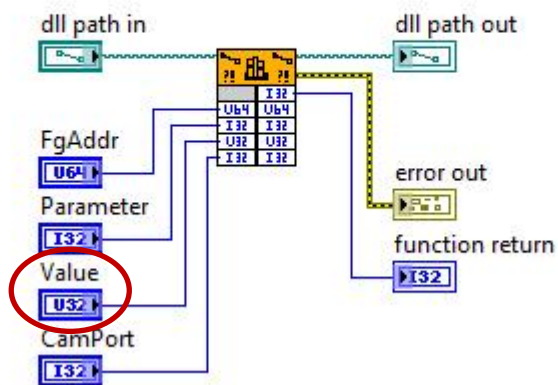 dll path in
dll path out
?!
?!
I32
U64 U64
I32 I32
U32 U32
I32 I32
FgAddr
U64
error out
Parameter
I32
function return
I32
Value
U32
CamPort
I32